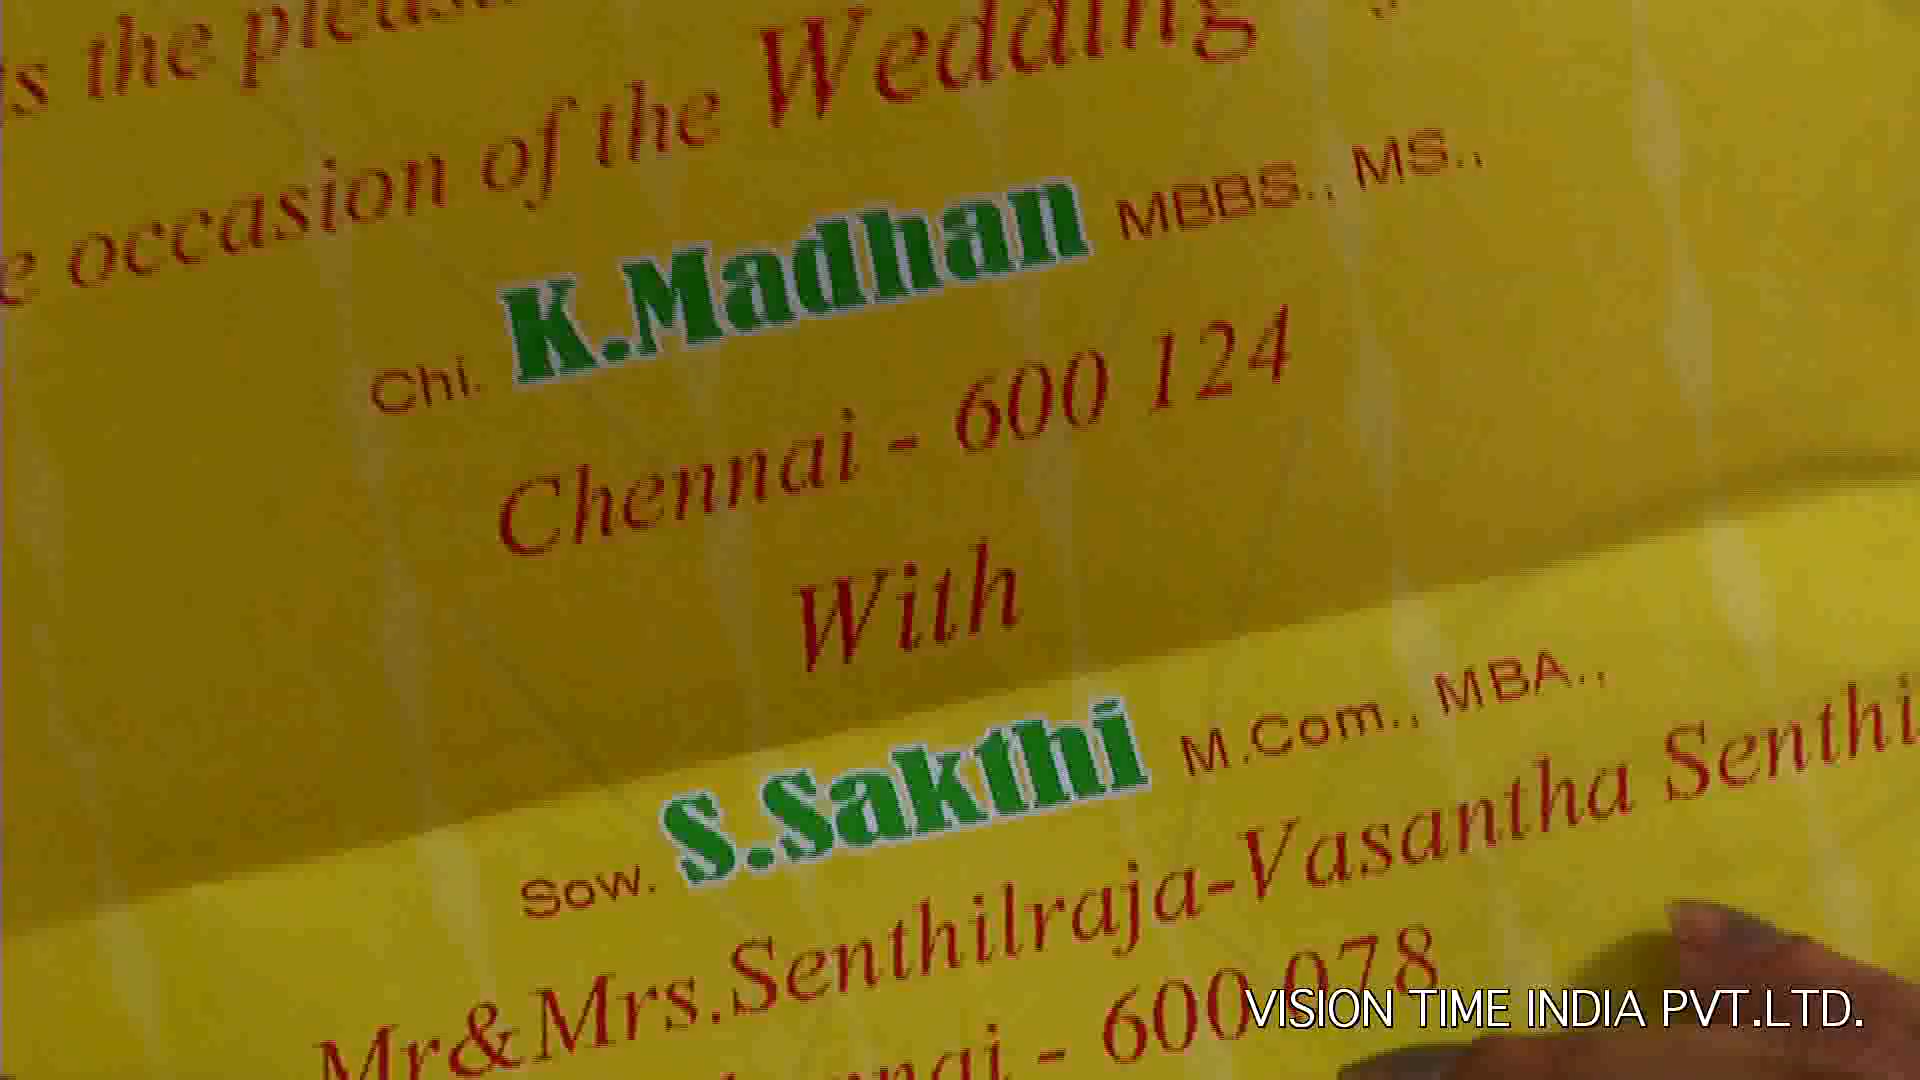 s the
occasion of the Wedding
Chi. K.Madhan MBBS., MS.,
Chennai - 600 124
With
Sow. S.Sakthi M.Com., MBA.,
Mr&Mrs.Senthilraja-Vasantha Senthi
600 078
VISION TIME INDIA PVT.LTD.